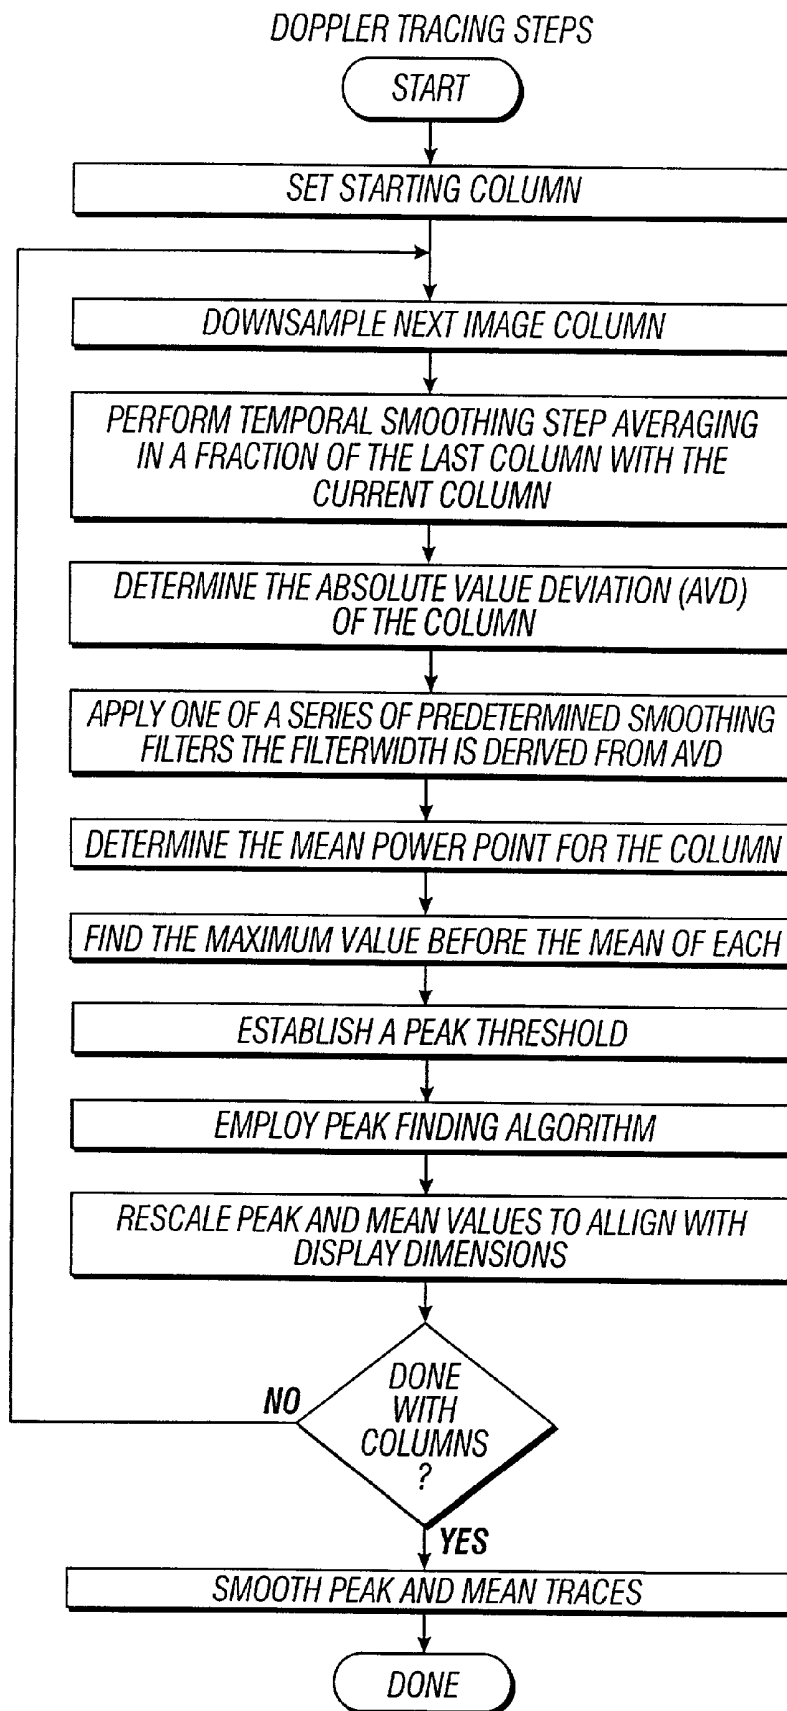 DOPPLER TRACING STEPS
START
SET STARTING COLUMN
DOWNSAMPLE NEXT IMAGE COLUMN
PERFORM TEMPORAL SMOOTHING STEP AVERAGING
IN A FRACTION OF THE LAST COLUMN WITH THE
CURRENT COLUMN
DETERMINE THE ABSOLUTE VALUE DEVIATION (AVD)
OF THE COLUMN
APPLY ONE OF A SERIES OF PREDETERMINED SMOOTHING
FILTERS THE FILTERWIDTH IS DERIVED FROM AVD
DETERMINE THE MEAN POWER POINT FOR THE COLUMN
FIND THE MAXIMUM VALUE BEFORE THE MEAN OF EACH
ESTABLISH A PEAK THRESHOLD
EMPLOY PEAK FINDING ALGORITHM
RESCALE PEAK AND MEAN VALUES TO ALLIGN WITH
DISPLAY DIMENSIONS
NO
DONE
WITH
COLUMNS
?
YES
SMOOTH PEAK AND MEAN TRACES
DONE